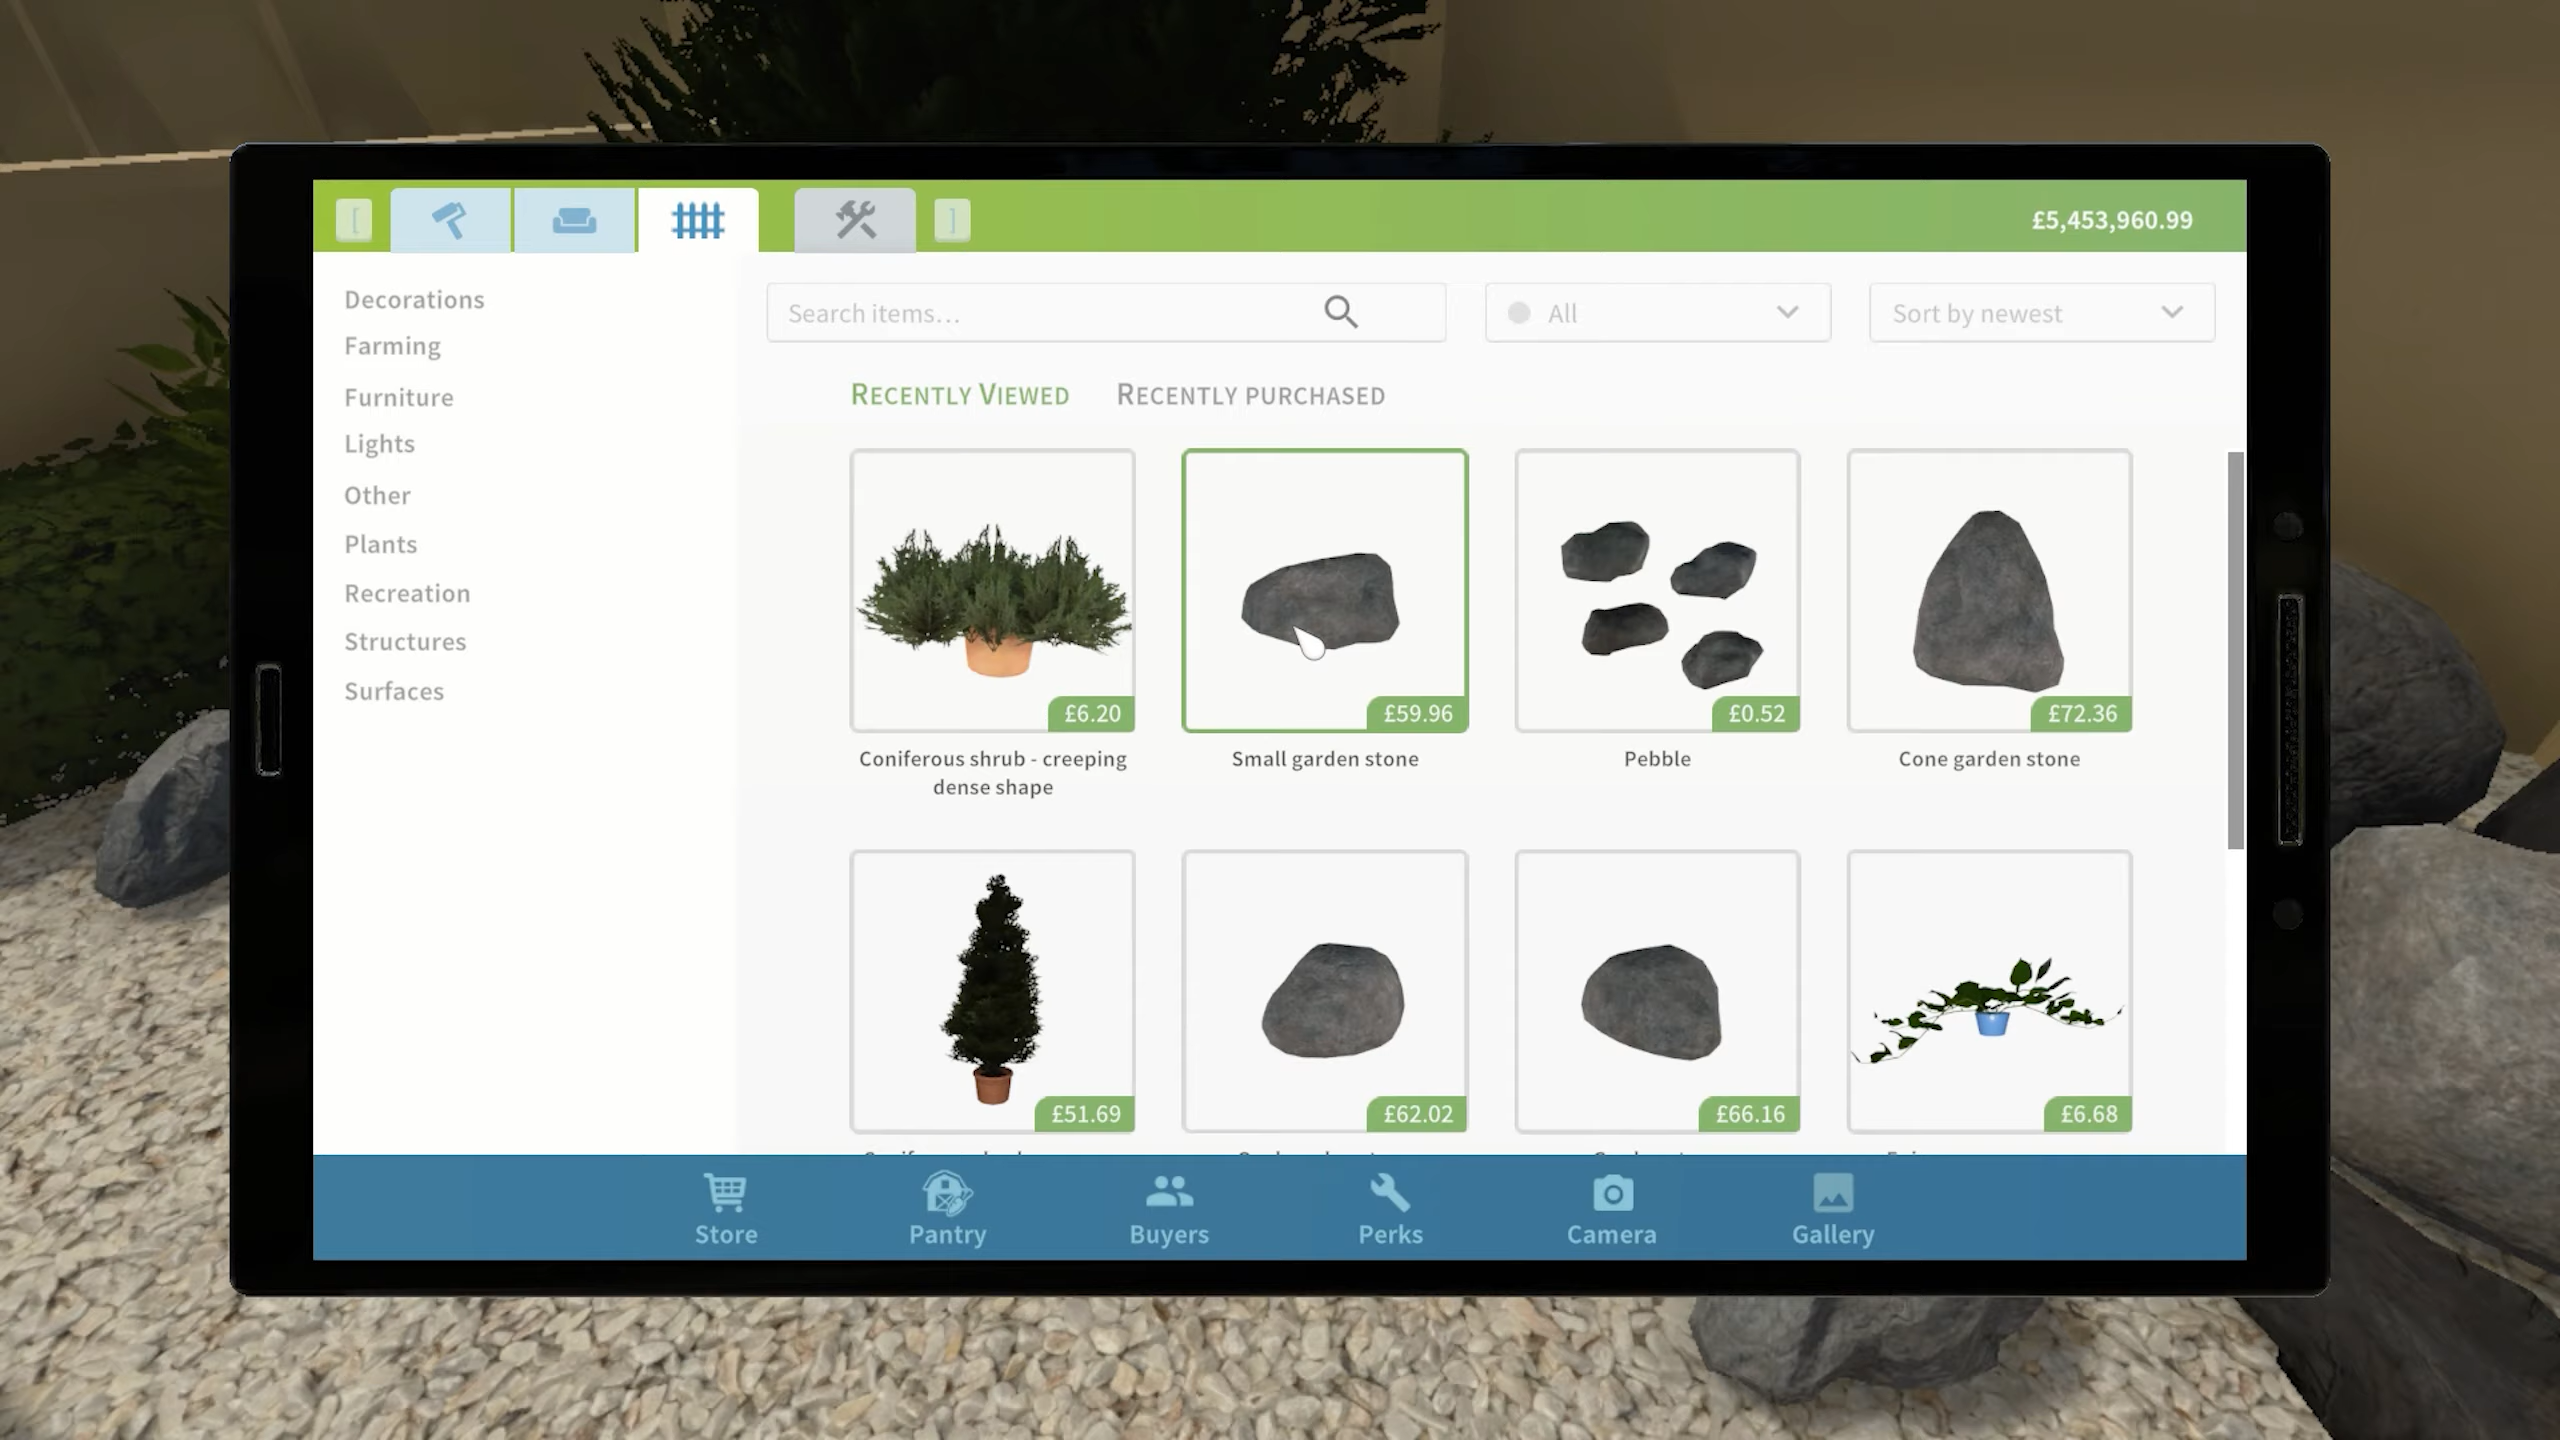 [
]
£5,453,960.99
Decorations
Farming
Furniture
Lights
Other
Plants
Recreation
Structures
Surfaces
Search items...
All
Sort by newest
RECENTLY VIEWED
RECENTLY PURCHASED
£6.20
£59.96
£0.52
£72.36
Coniferous shrub - creeping
dense shape
Small garden stone
Pebble
Cone garden stone
£51.69
£62.02
£66.16
£6.68
Store
Pantry
Buyers
Perks
Camera
Gallery